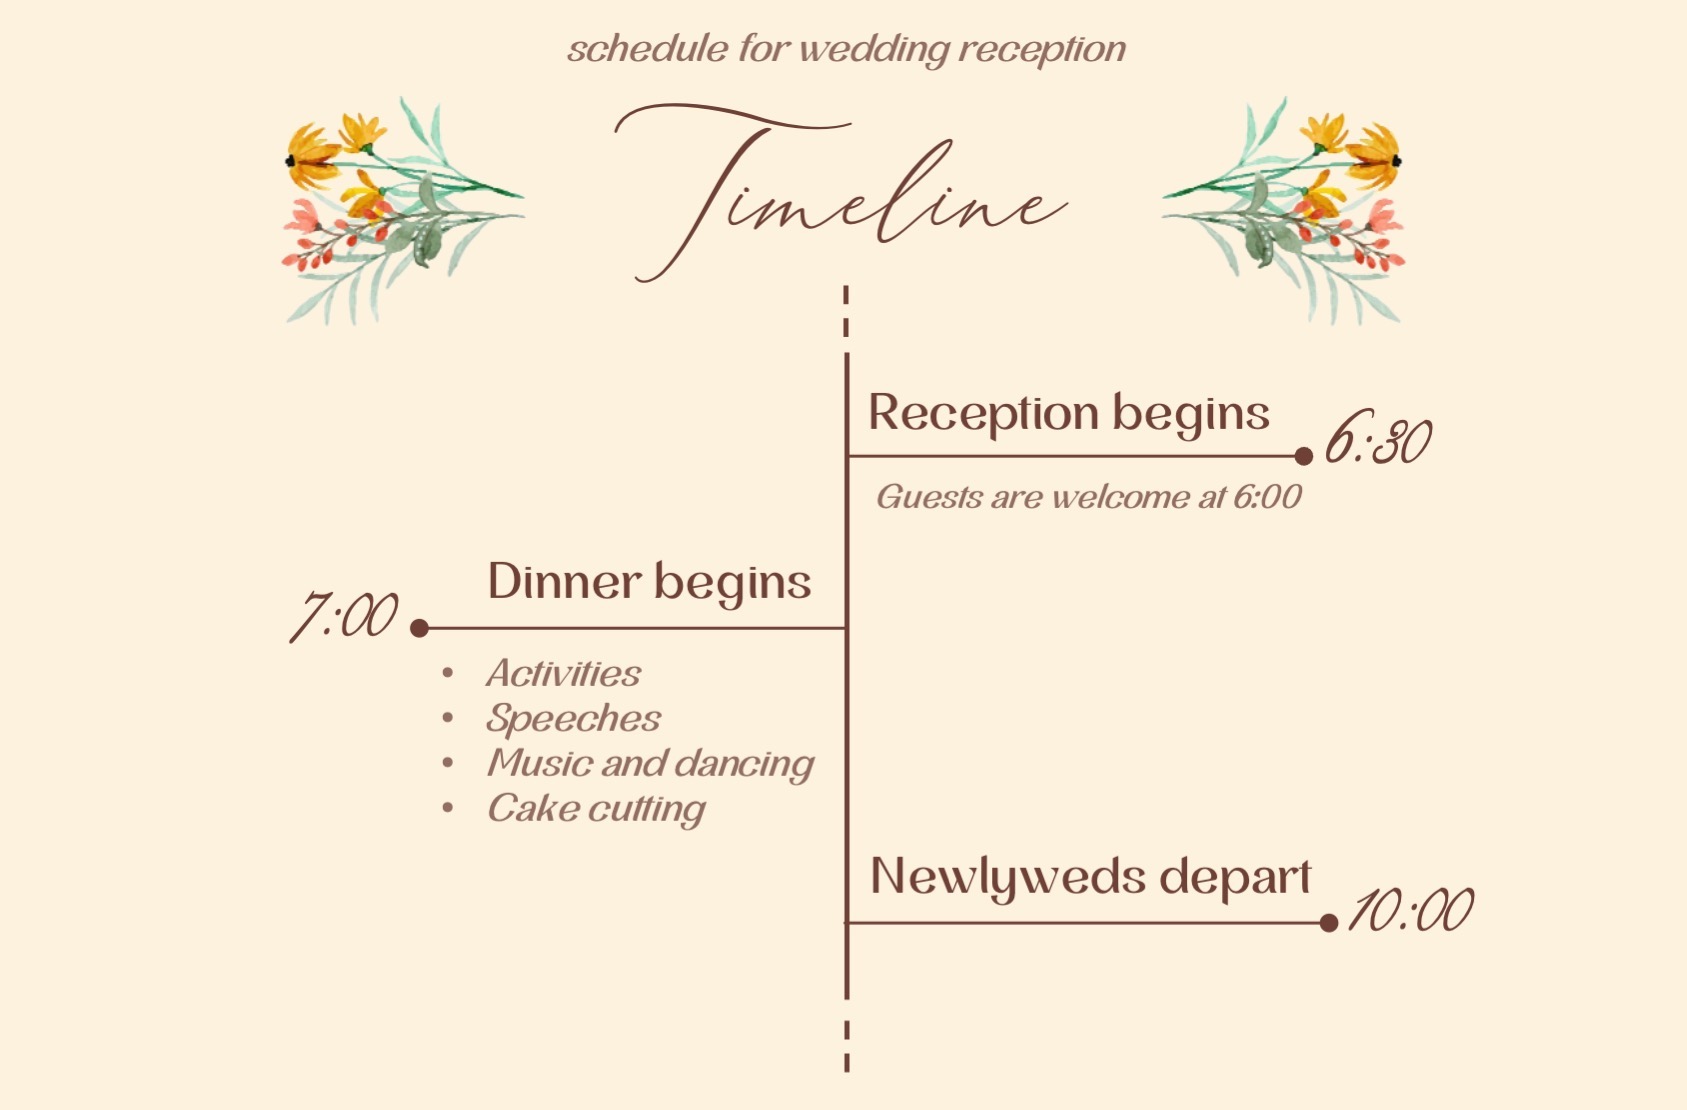 schedule for wedding reception
Timeline
Reception begins
6:30
Guests are welcome at 6:00
Dinner begins
7:00
• Activities
• Speeches
• Music and dancing
• Cake cutting
Newlyweds depart
10:00